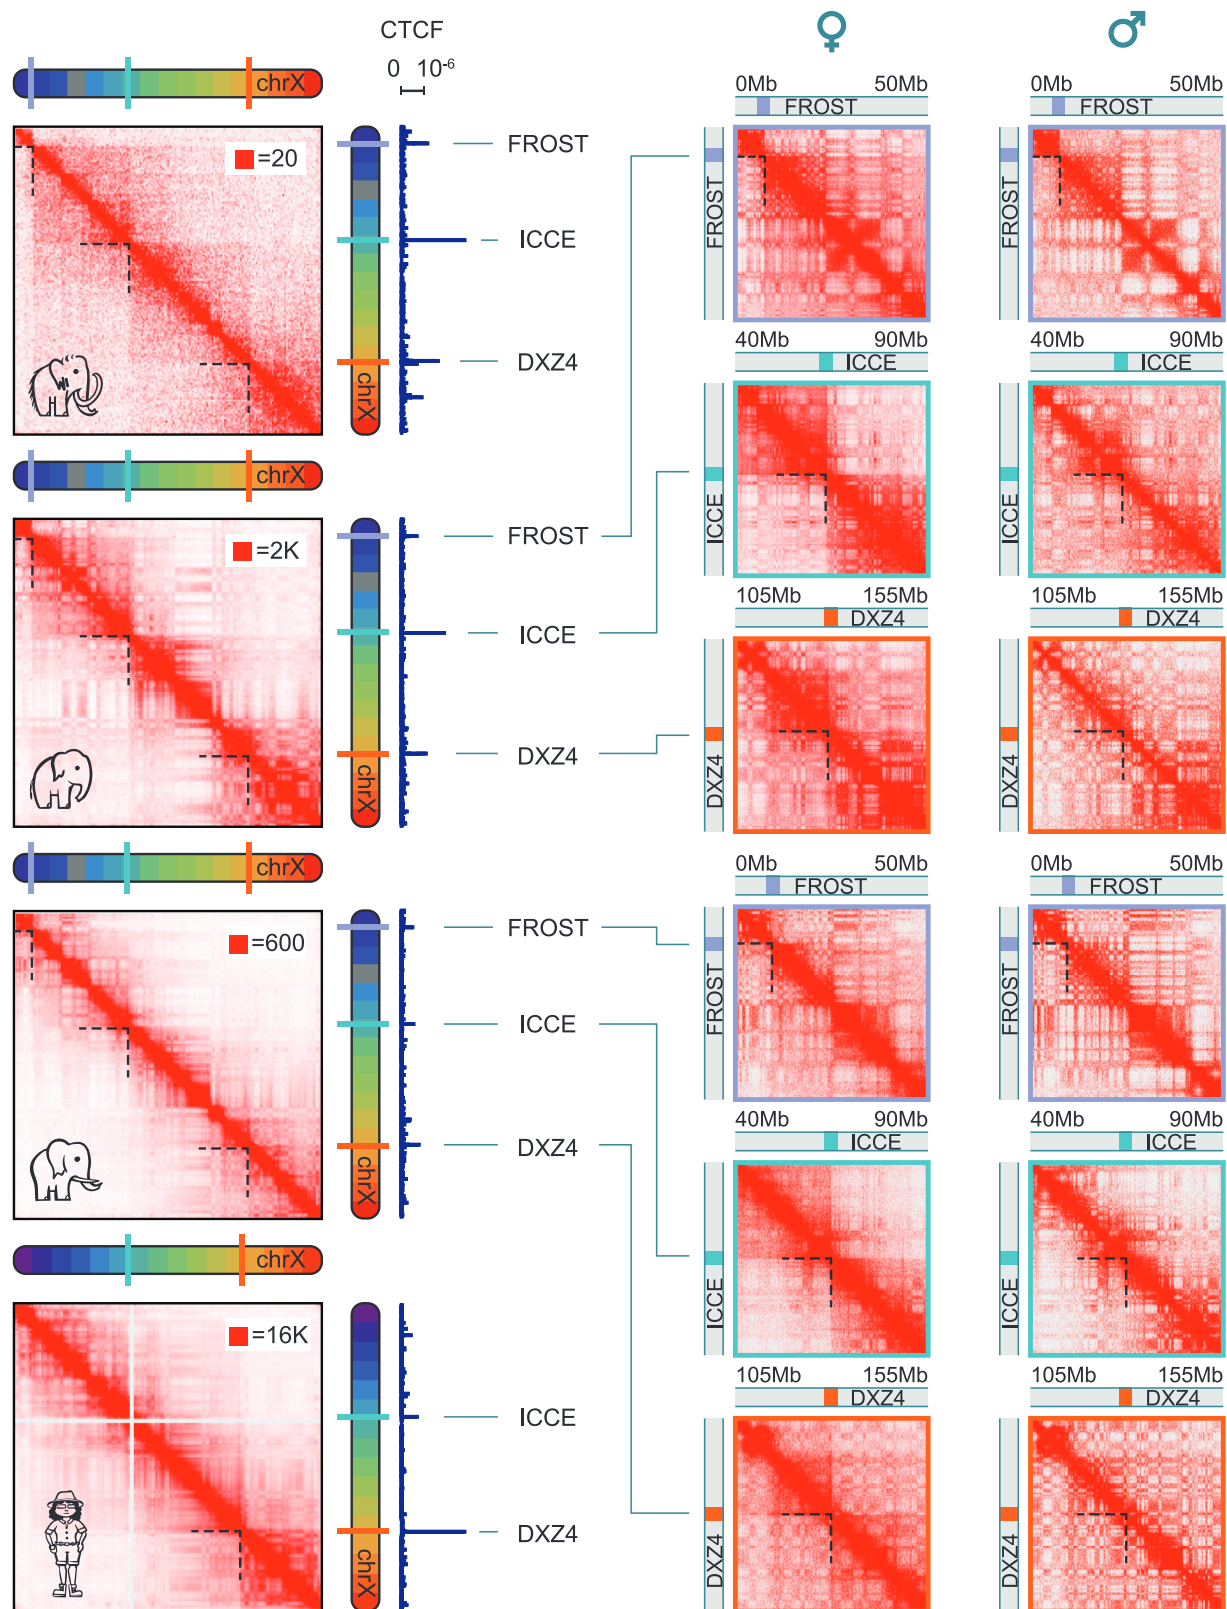 CTCF
0 10⁻⁶
chrX
=20
FROST
ICCE
DXZ4
chrX
chrX
=2K
FROST
ICCE
DXZ4
chrX
chrX
=600
FROST
ICCE
DXZ4
chrX
chrX
=16K
ICCE
DXZ4
chrX
♀
0Mb 50Mb
FROST
FROST
40Mb 90Mb
ICCE
ICCE
105Mb 155Mb
DXZ4
DXZ4
0Mb 50Mb
FROST
FROST
40Mb 90Mb
ICCE
ICCE
105Mb 155Mb
DXZ4
DXZ4
♂
0Mb 50Mb
FROST
FROST
40Mb 90Mb
ICCE
ICCE
105Mb 155Mb
DXZ4
DXZ4
0Mb 50Mb
FROST
FROST
40Mb 90Mb
ICCE
ICCE
105Mb 155Mb
DXZ4
DXZ4